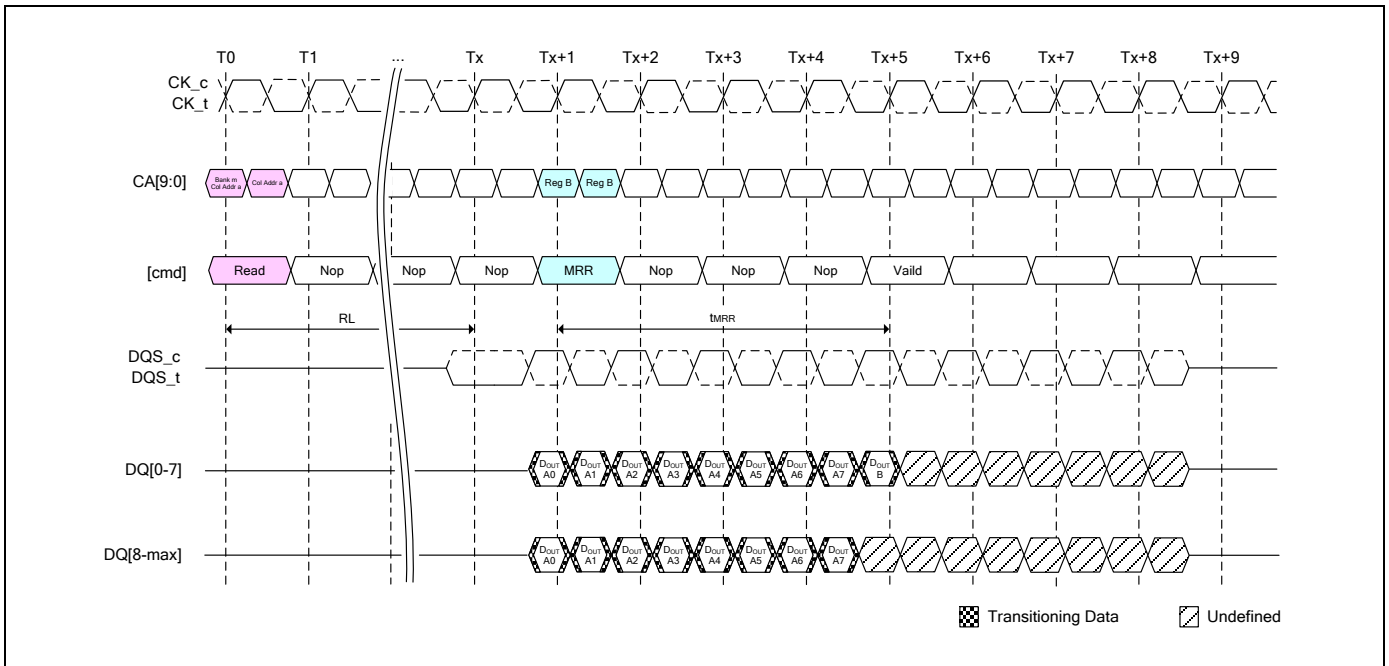 T0 T1 ... Tx Tx+1 Tx+2 Tx+3 Tx+4 Tx+5 Tx+6 Tx+7 Tx+8 Tx+9
CK_c
CK_t
CA[9:0] Bank m Col Addr a Col Addr a Reg B Reg B
[cmd] Read Nop Nop Nop MRR Nop Nop Nop Vaild
RL tMRR
DQS_c
DQS_t
DQ[0-7] DOUT A0 DOUT A1 DOUT A2 DOUT A3 DOUT A4 DOUT A5 DOUT A6 DOUT A7 DOUT B
DQ[8-max] DOUT A0 DOUT A1 DOUT A2 DOUT A3 DOUT A4 DOUT A5 DOUT A6 DOUT A7
Transitioning Data Undefined